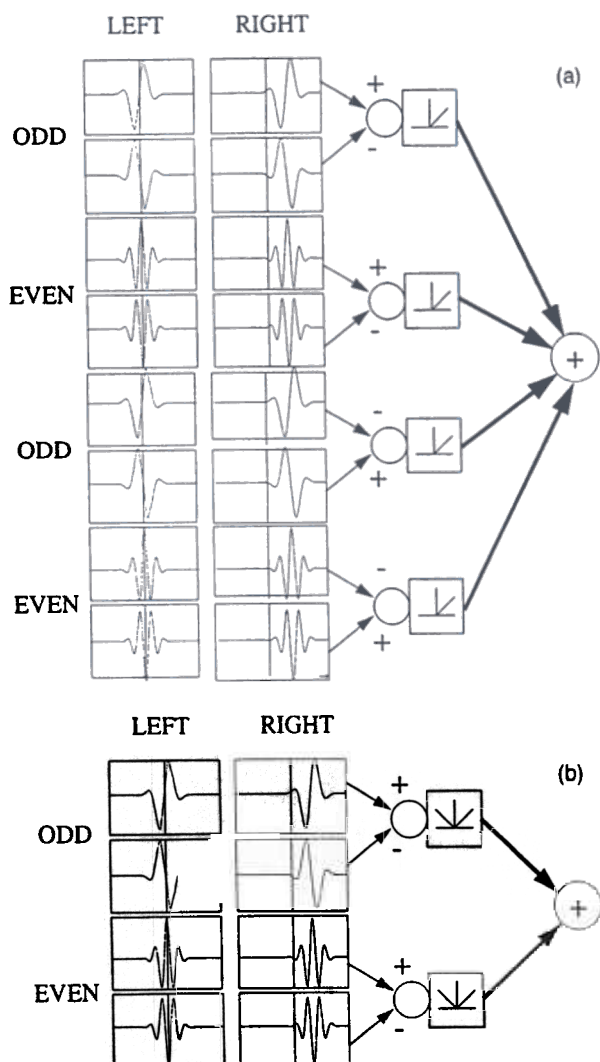 LEFT RIGHT
(a)
+
ODD
-
+
EVEN
-
+
-
ODD
+
-
EVEN
+
LEFT RIGHT
(b)
+
ODD
-
+
+
EVEN
-